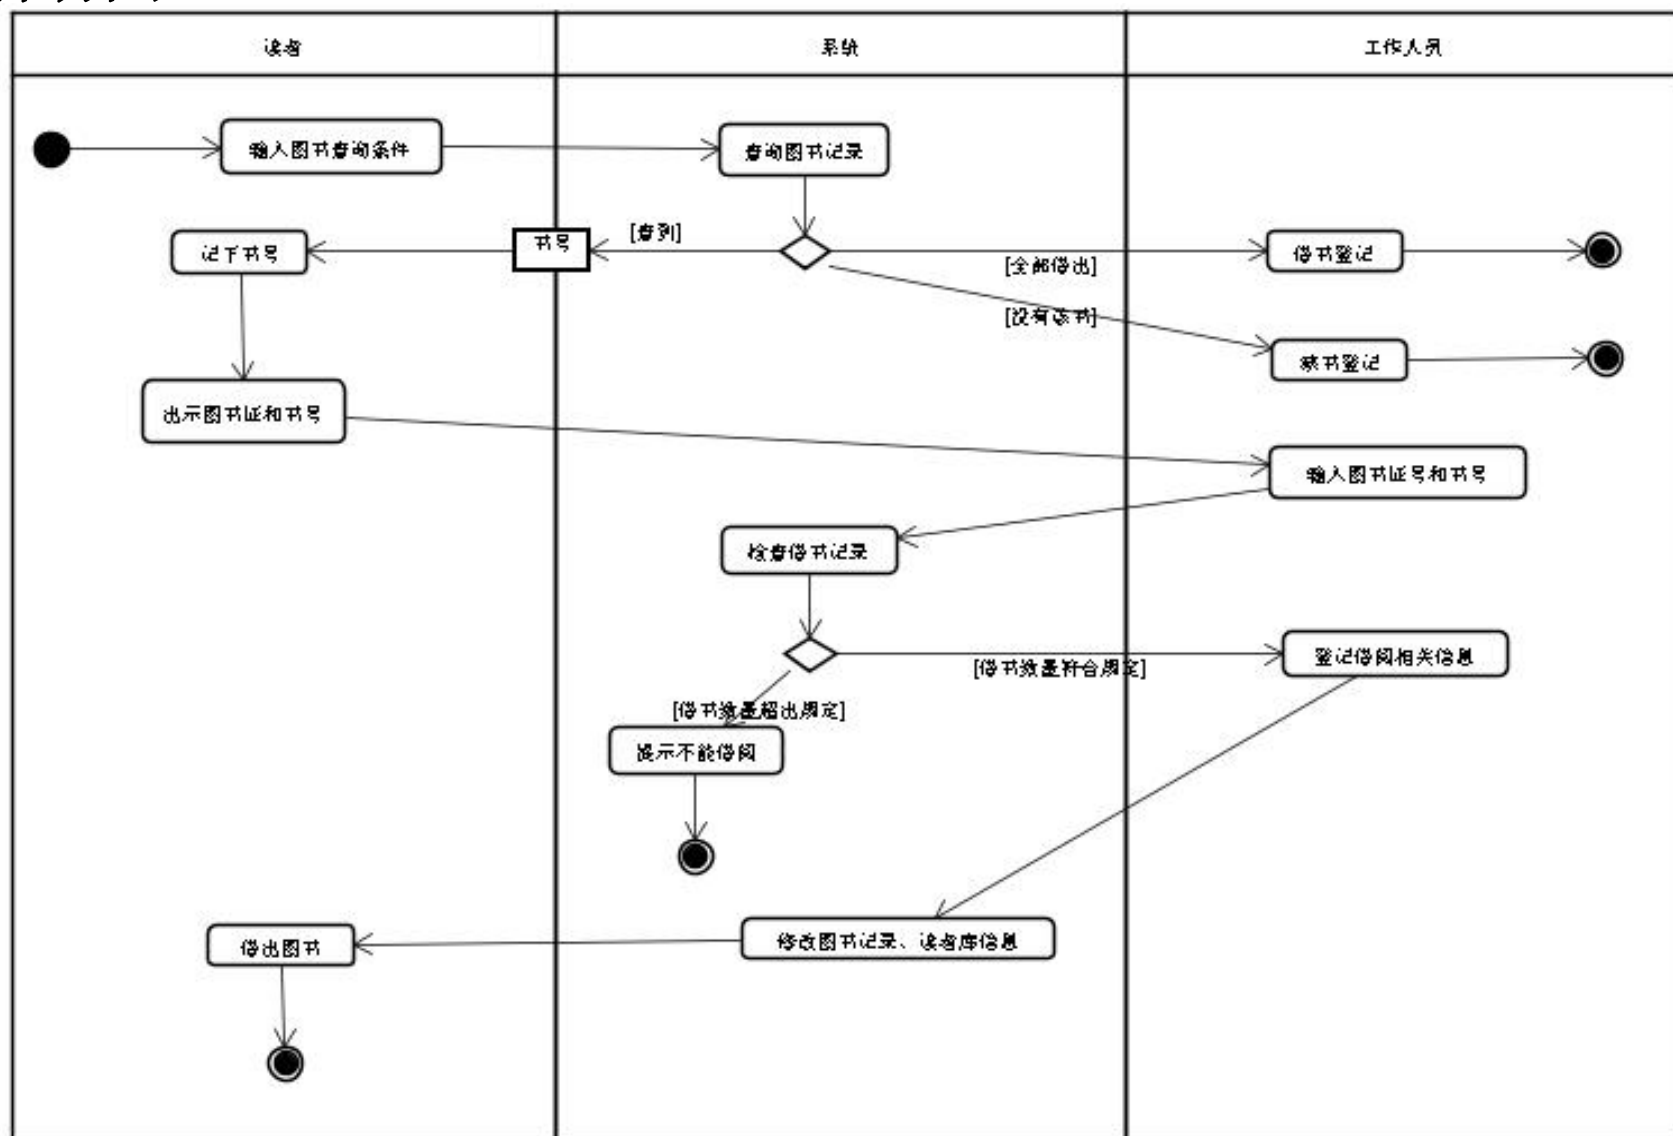 读者
系统
工作人员
输入图书查询条件
查询图书记录
记下书号
书号
[查到]
[全部借出]
借书登记
[没有该书]
缺书登记
出示图书证和书号
输入图书证号和书号
检查借书记录
[借书数量符合规定]
登记借阅相关信息
[借书数量超出规定]
提示不能借阅
借出图书
修改图书记录、读者库信息